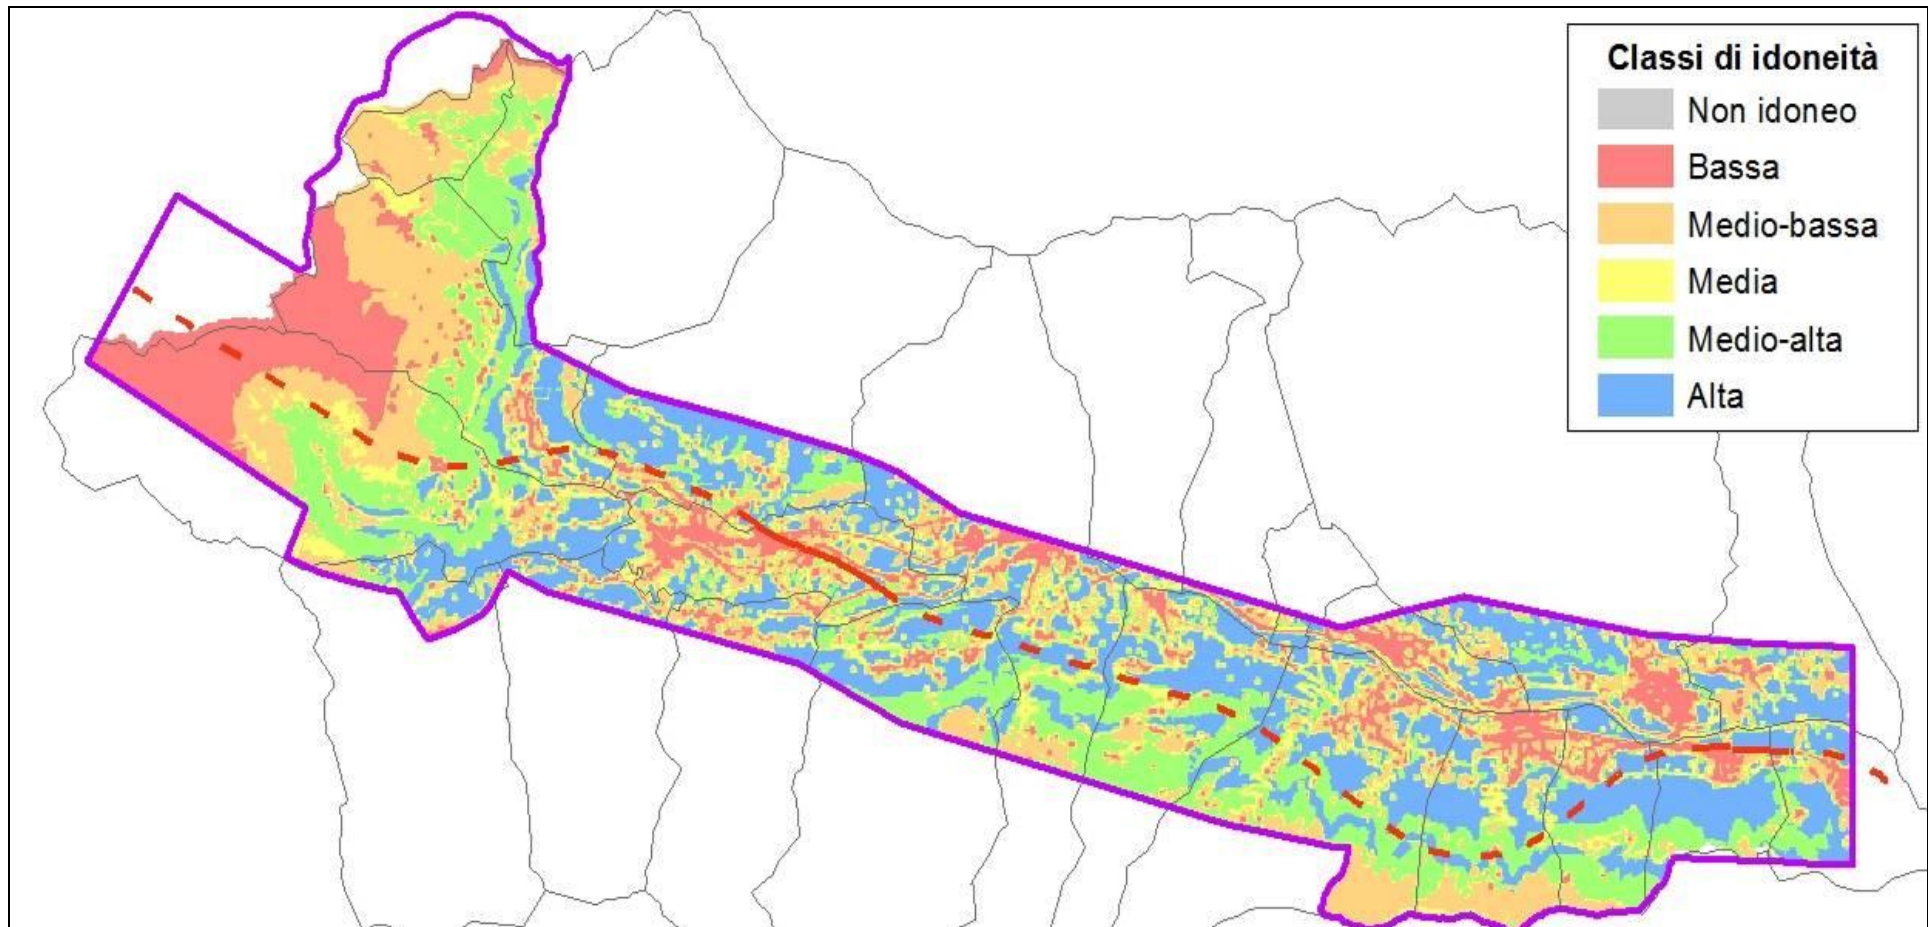 Classi di idoneità
Non idoneo
Bassa
Medio-bassa
Media
Medio-alta
Alta